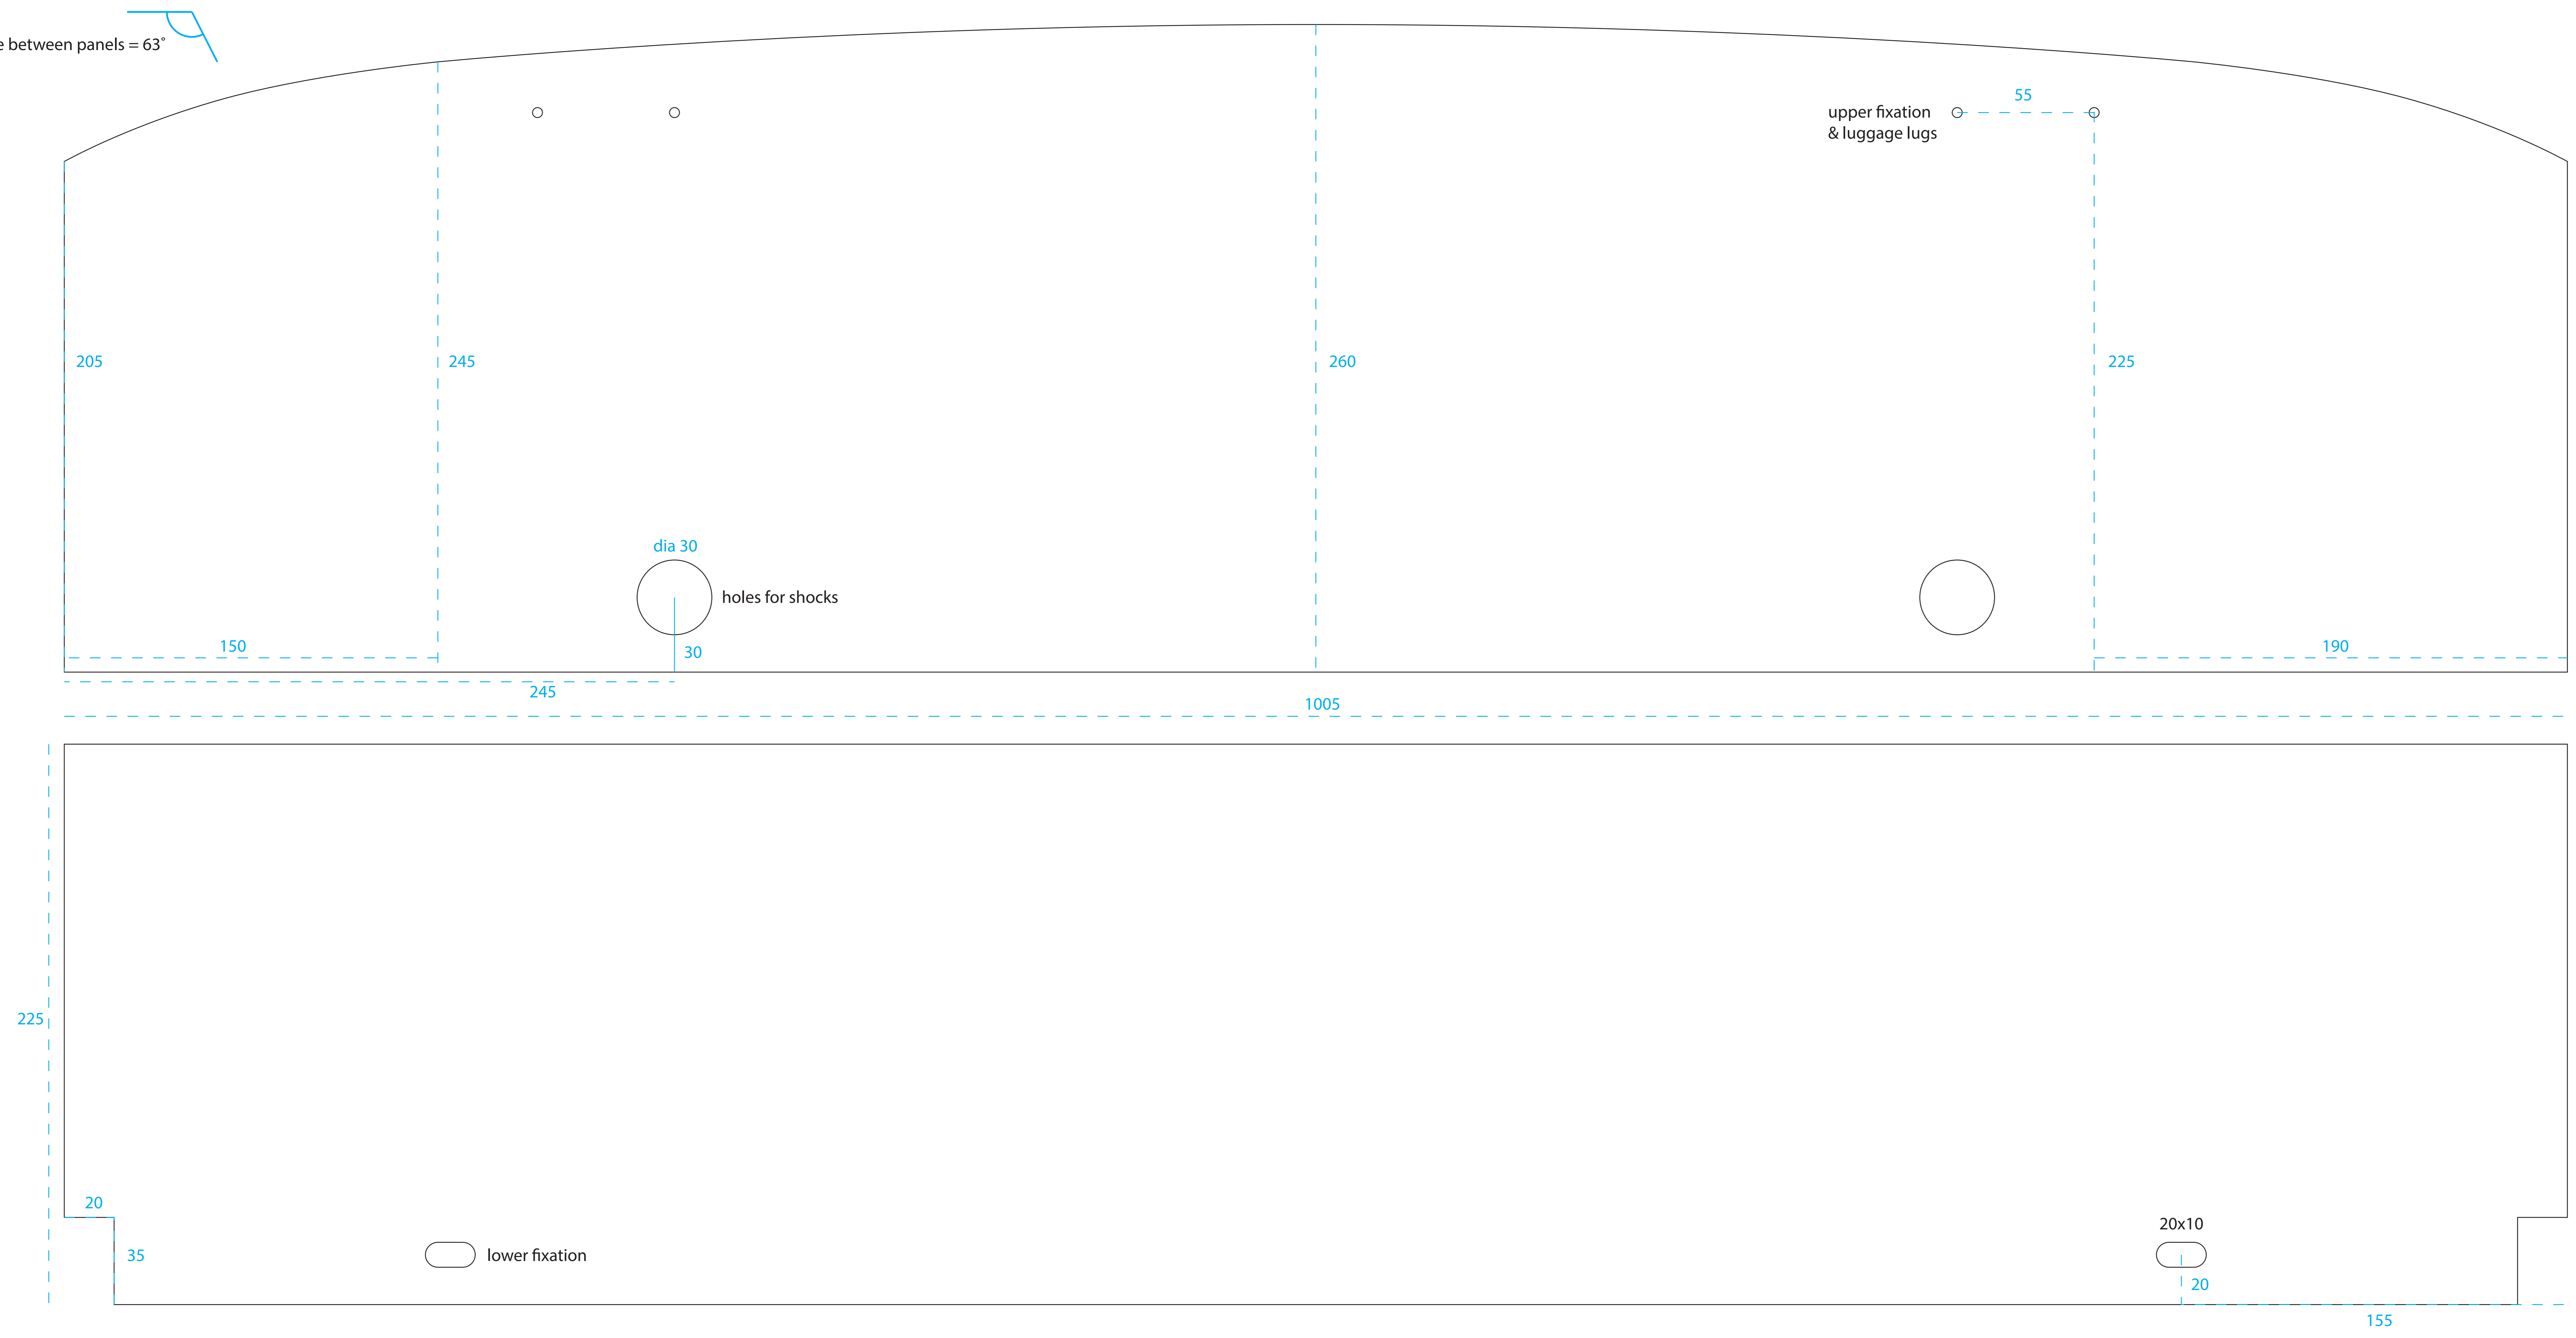 between panels = 63°
upper fixation
& luggage lugs
55
205
245
260
225
dia 30
holes for shocks
150
30
190
245
1005
225
20
35
lower fixation
20x10
20
155